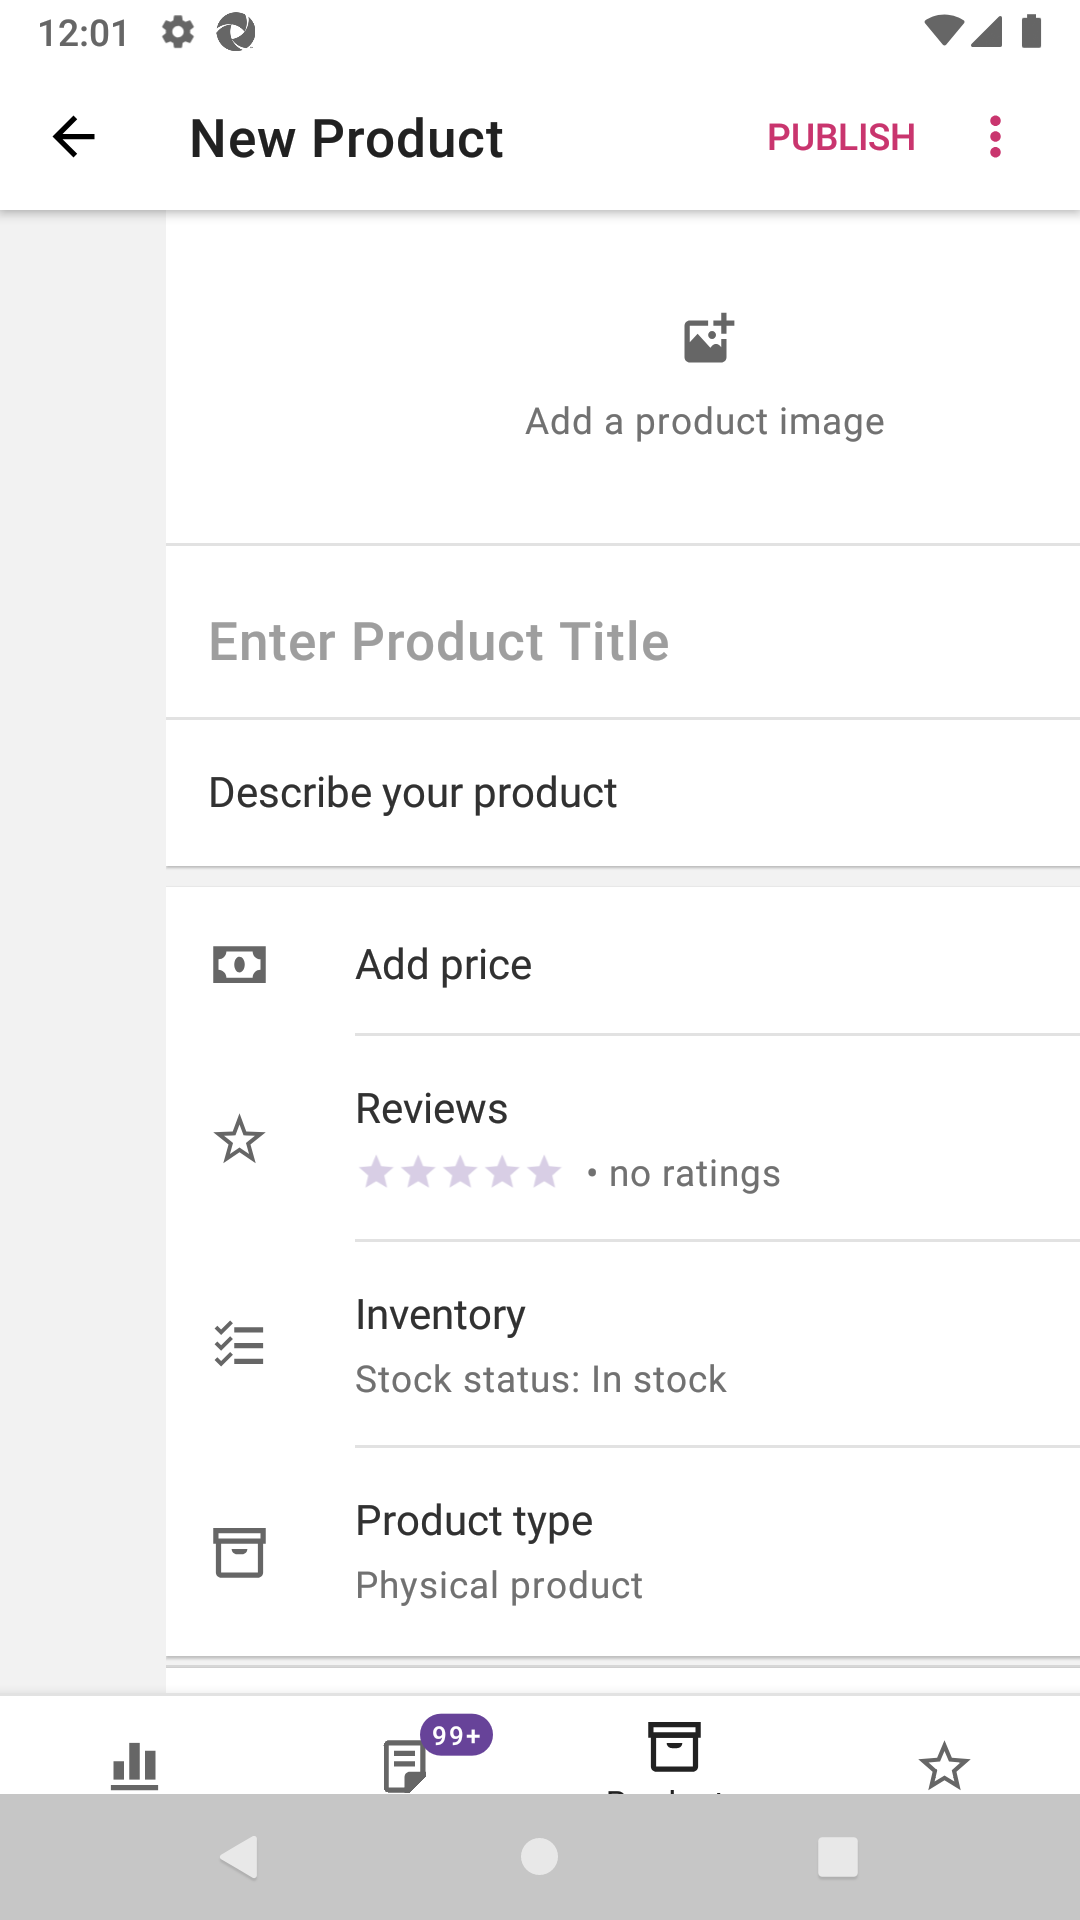 12:01
New Product
PUBLISH
Add a product image
Enter Product Title
Describe your product
Add price
Reviews
• no ratings
Inventory
Stock status: In stock
Product type
Physical product
99+